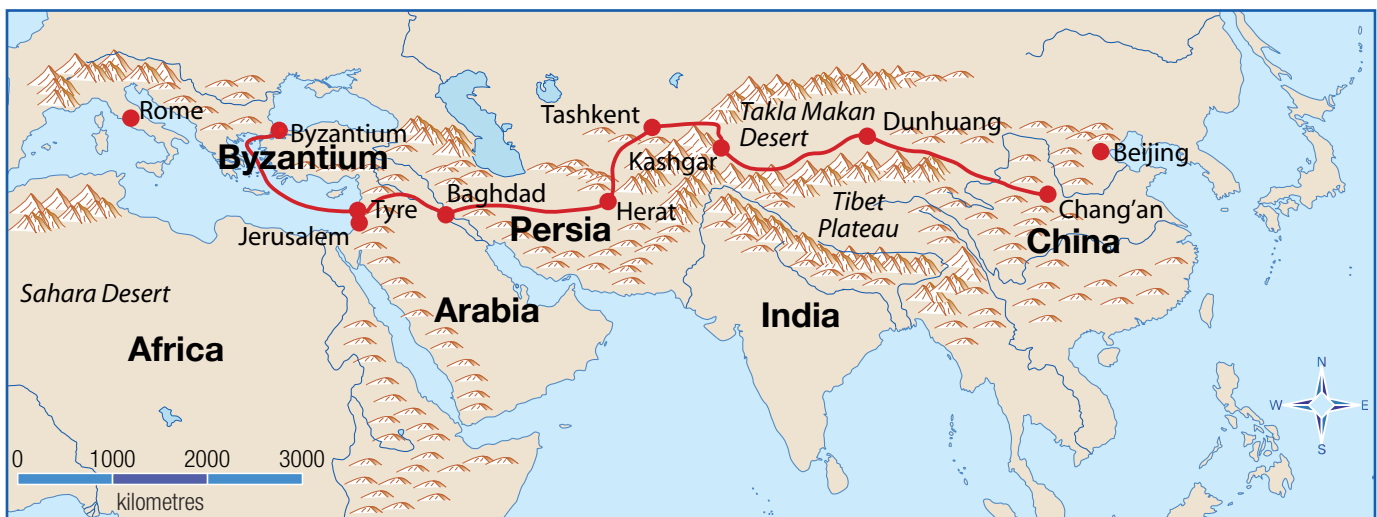 Rome
Byzantium
Byzantium
Tashkent
Takla Makan
Desert
Dunhuang
Kashgar
Beijing
Baghdad
Tyre
Jerusalem
Herat
Persia
Tibet
Plateau
Chang'an
China
Sahara Desert
Arabia
India
Africa
N
W E
S
0 1000 2000 3000
kilometres